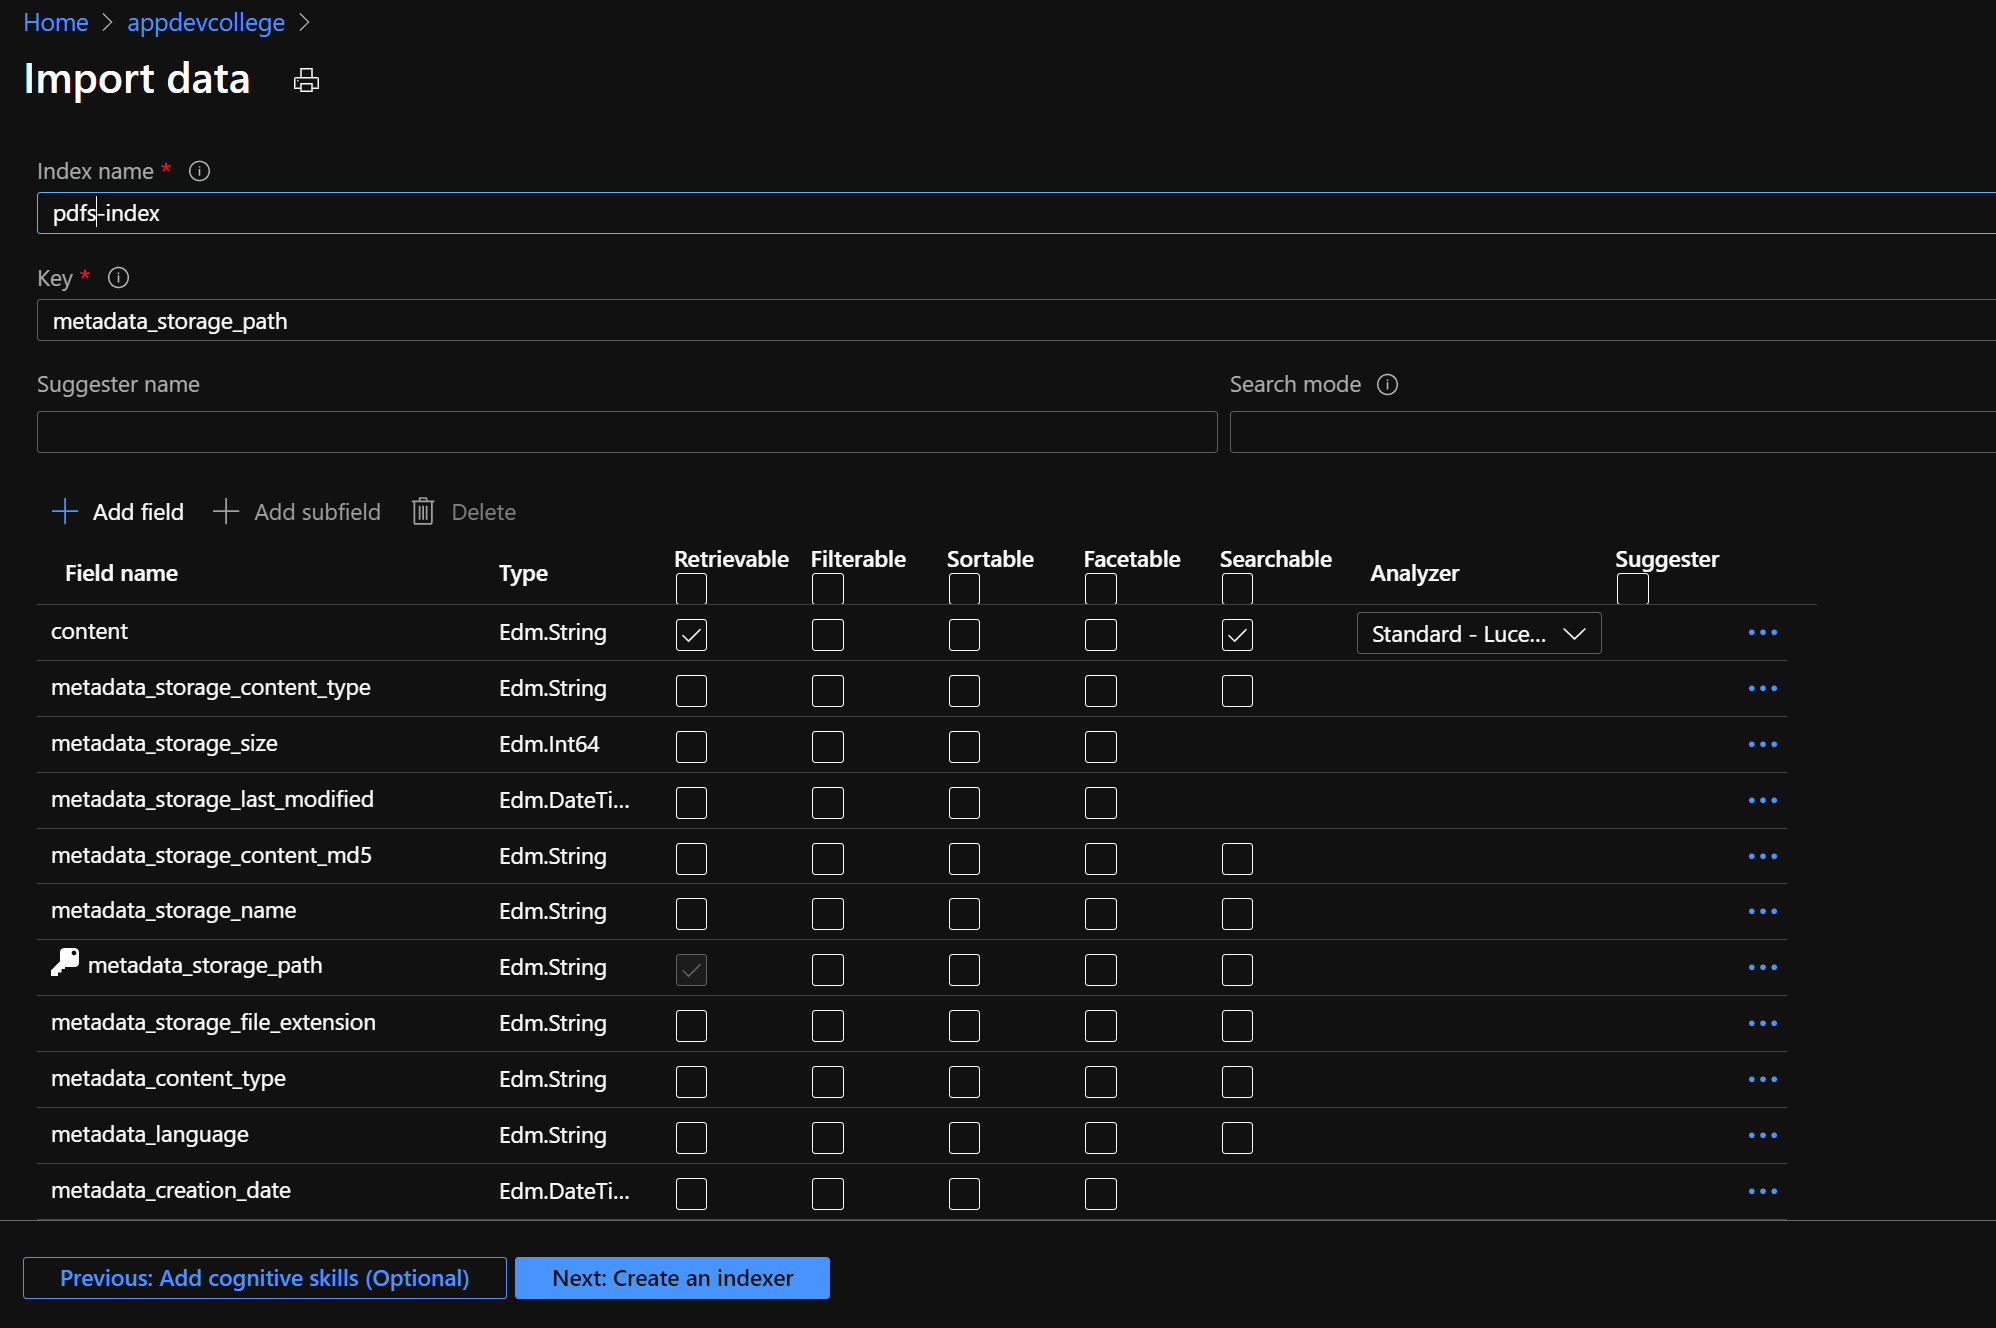 Home > appdevcollege >
Import data
Index name *
pdfs-index
Key *
metadata_storage_path
Suggester name Search mode
Add field Add subfield Delete
Field name Type Retrievable Filterable Sortable Facetable Searchable Analyzer Suggester
content Edm.String Standard - Luce...
metadata_storage_content_type Edm.String
metadata_storage_size Edm.Int64
metadata_storage_last_modified Edm.DateTi...
metadata_storage_content_md5 Edm.String
metadata_storage_name Edm.String
metadata_storage_path Edm.String
metadata_storage_file_extension Edm.String
metadata_content_type Edm.String
metadata_language Edm.String
metadata_creation_date Edm.DateTi...
Previous: Add cognitive skills (Optional) Next: Create an indexer